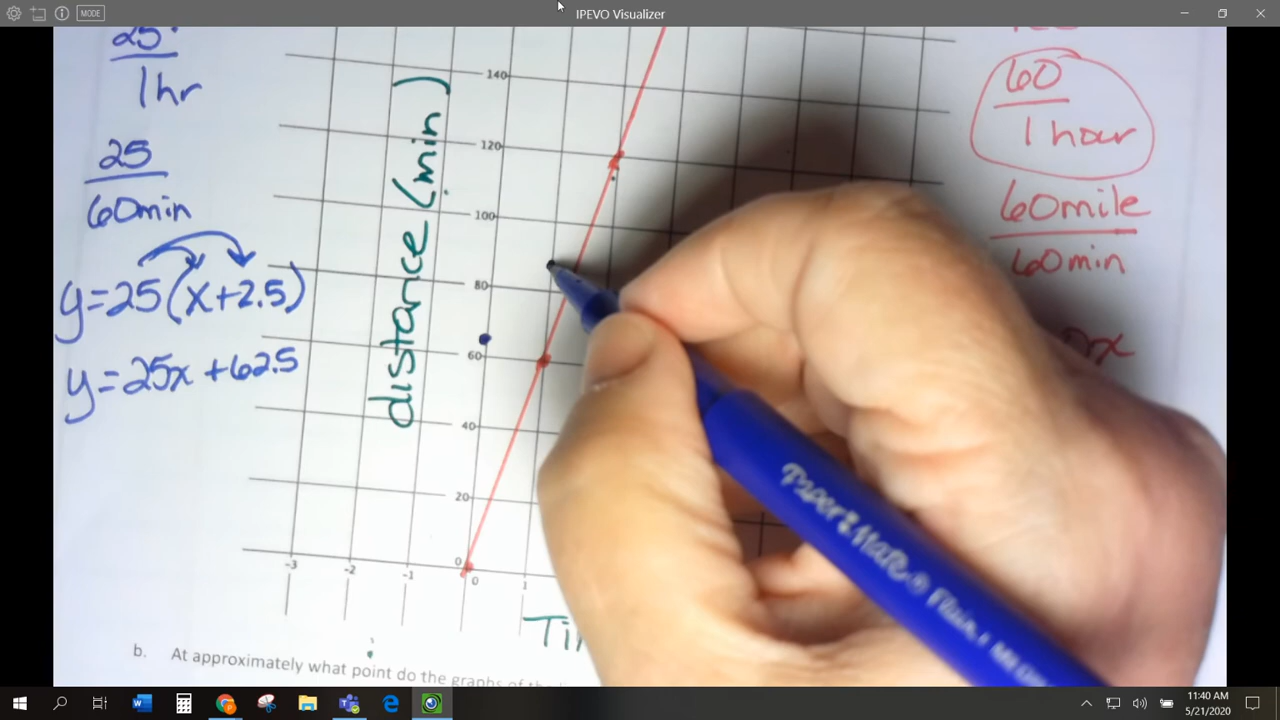 IPEVO Visualizer
MODE
25
1hr
25
60min
y=25(x+2.5)
y=25x+62.5
distance (min)
140
120
100
80
60
40
20
0
-3
-2
-1
0
1
60
1 hour
60mile
60min
x
b. At approximately what point do the graphs of the
Paper:Mate® Flair,
11:40 AM
5/21/2020